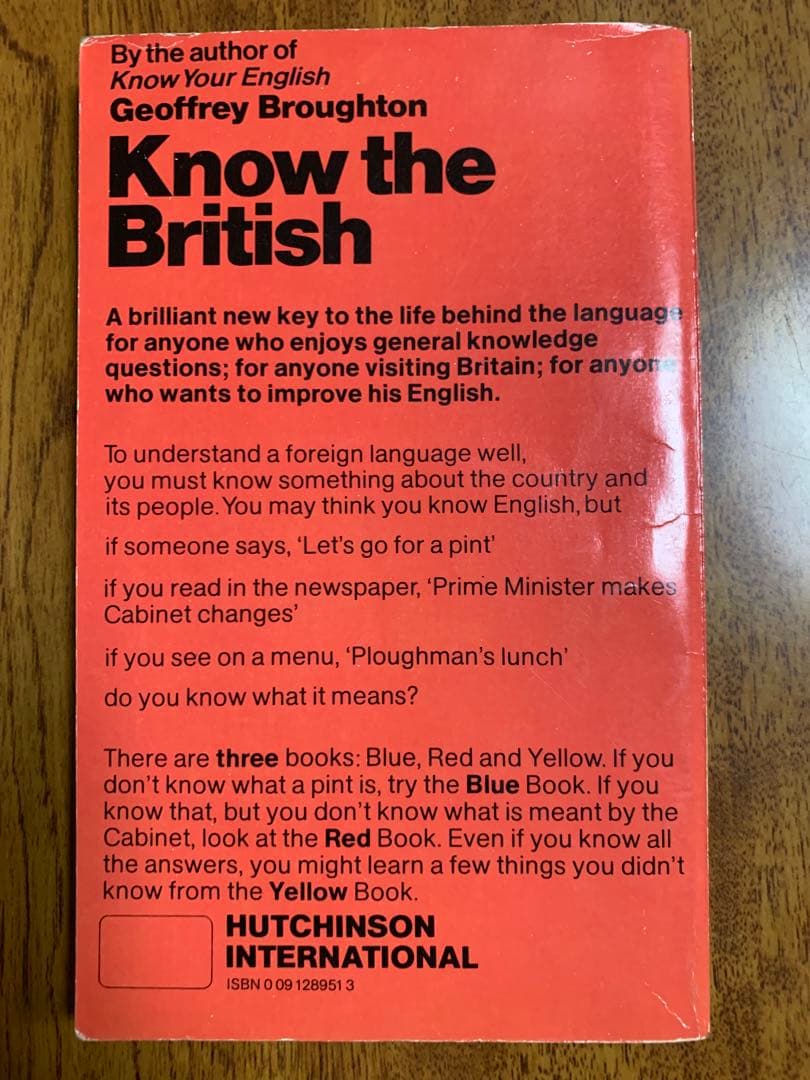 By the author of
Know Your English
Geoffrey Broughton
Know the
British
A brilliant new key to the life behind the language
for anyone who enjoys general knowledge
questions; for anyone visiting Britain; for anyone
who wants to improve his English.
To understand a foreign language well,
you must know something about the country and
its people. You may think you know English, but
if someone says, 'Let's go for a pint'
if you read in the newspaper, 'Prime Minister makes
Cabinet changes'
if you see on a menu, 'Ploughman's lunch'
do you know what it means?
There are three books: Blue, Red and Yellow. If you
don't know what a pint is, try the Blue Book. If you
know that, but you don't know what is meant by the
Cabinet, look at the Red Book. Even if you know all
the answers, you might learn a few things you didn't
know from the Yellow Book.
HUTCHINSON
INTERNATIONAL
ISBN 0 09 128951 3